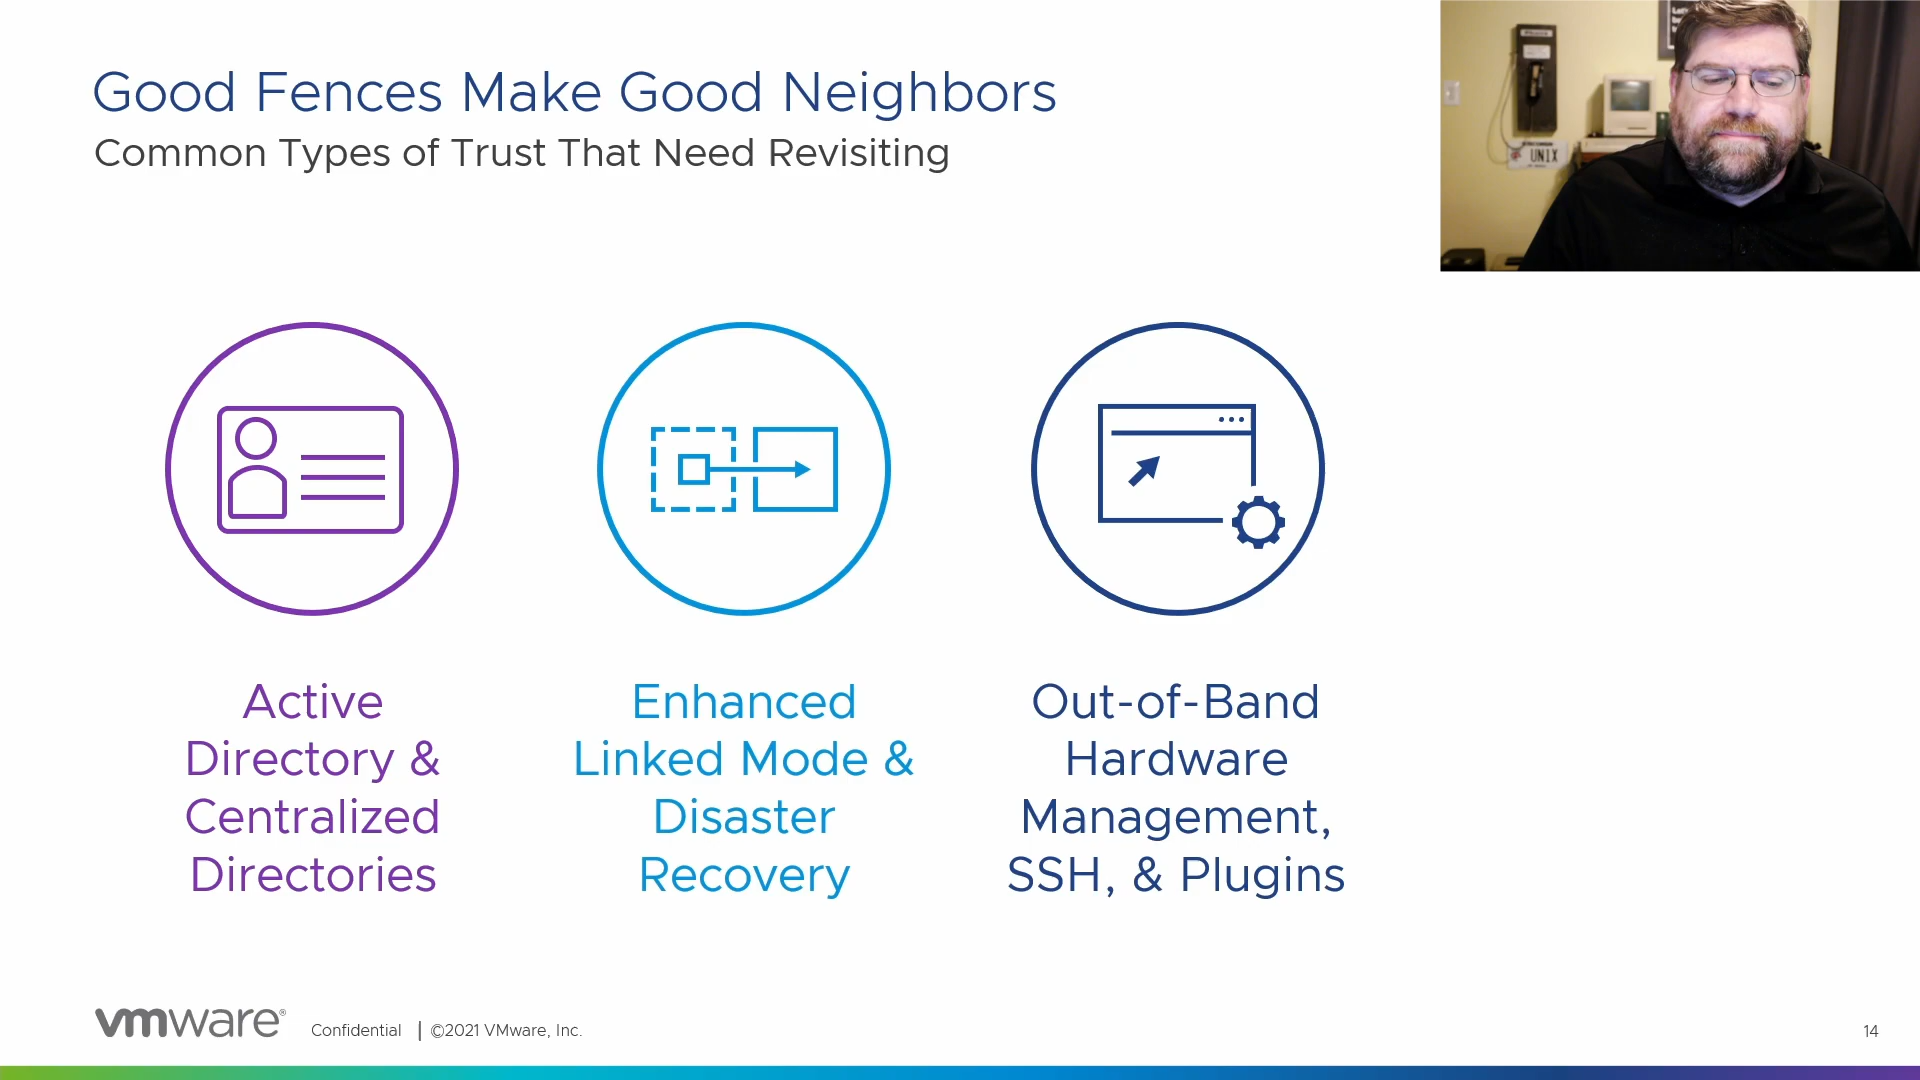 Good Fences Make Good Neighbors
Common Types of Trust That Need Revisiting
UNIX
Active
Directory &
Centralized
Directories
Enhanced
Linked Mode &
Disaster
Recovery
Out-of-Band
Hardware
Management,
SSH, & Plugins
vmware®
Confidential | ©2021 VMware, Inc.
14